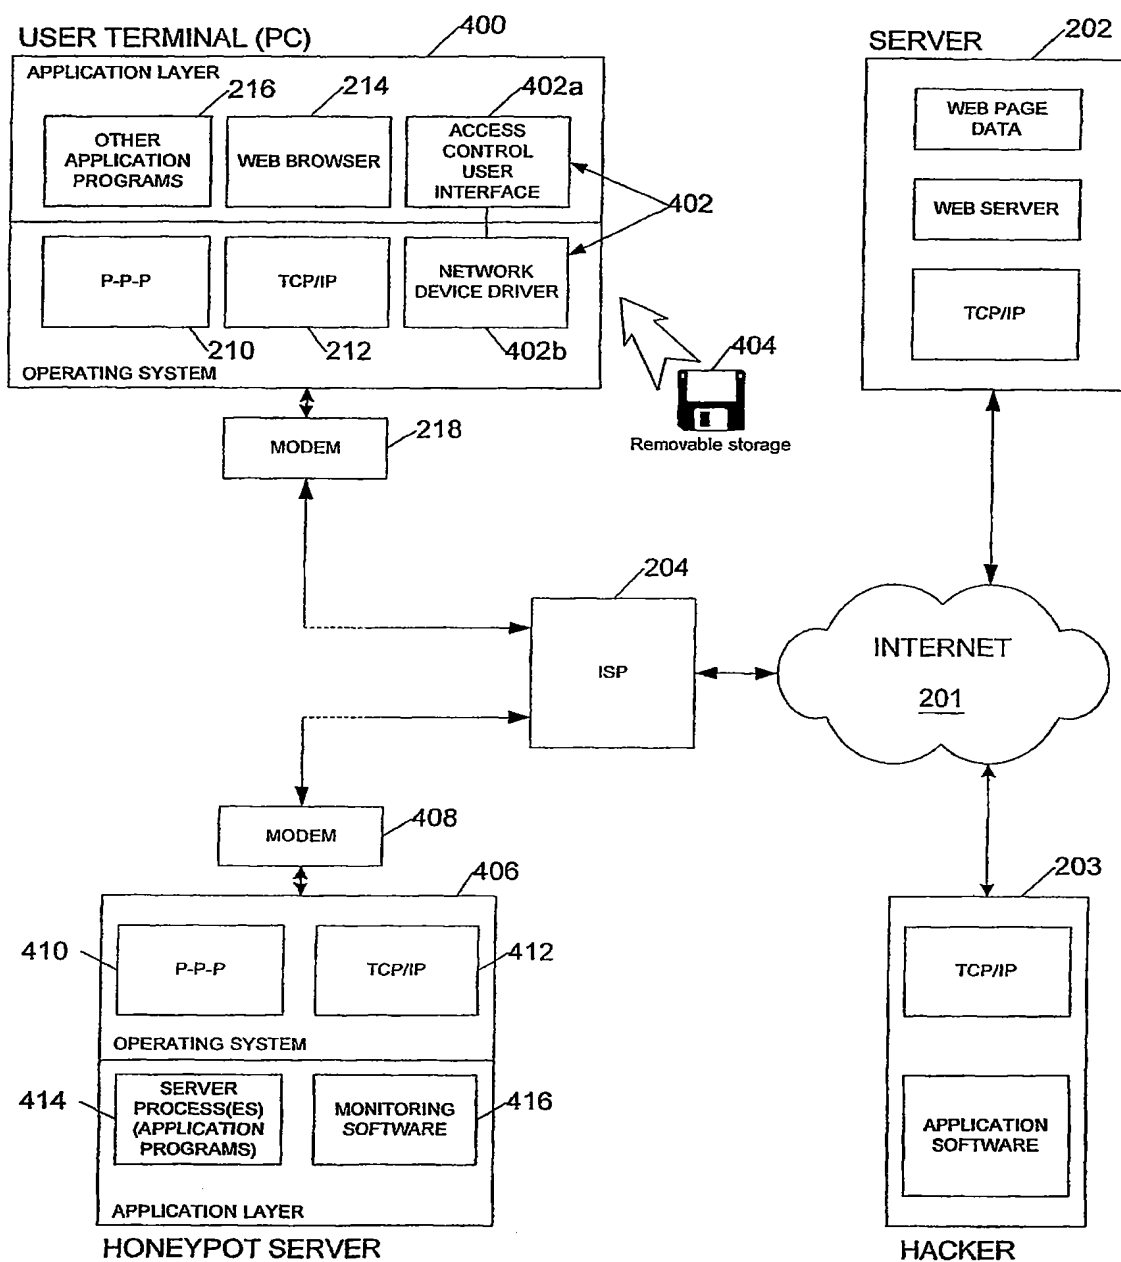 USER TERMINAL (PC)
400
APPLICATION LAYER
216
214
402a
OTHER
APPLICATION
PROGRAMS
WEB BROWSER
ACCESS
CONTROL
USER
INTERFACE
402
P-P-P
TCP/IP
NETWORK
DEVICE DRIVER
210
212
402b
OPERATING SYSTEM
404
Removable storage
MODEM
218
SERVER
202
WEB PAGE
DATA
WEB SERVER
TCP/IP
204
ISP
INTERNET
201
MODEM
408
406
410
P-P-P
TCP/IP
412
OPERATING SYSTEM
414
SERVER
PROCESS(ES)
(APPLICATION
PROGRAMS)
MONITORING
SOFTWARE
416
APPLICATION LAYER
HONEYPOT SERVER
203
TCP/IP
APPLICATION
SOFTWARE
HACKER